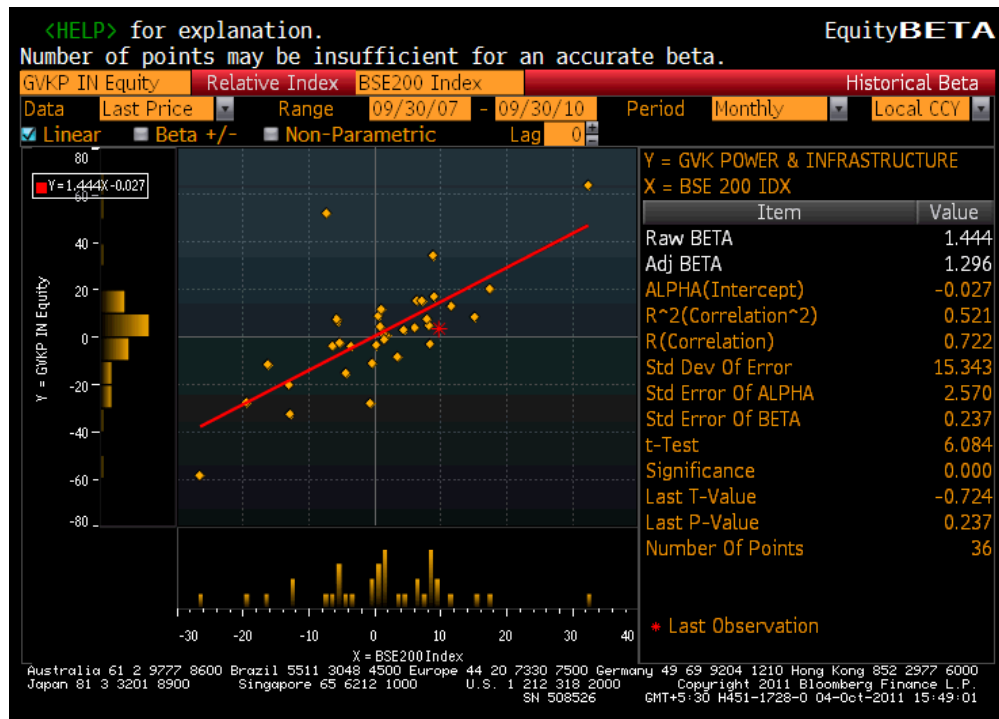 <HELP> for explanation. EquityBETA
Number of points may be insufficient for an accurate beta.
GVKP IN Equity Relative Index BSE200 Index Historical Beta
Data Last Price Range 09/30/07 - 09/30/10 Period Monthly Local CCY
Linear Beta +/- Non-Parametric Lag 0
Y = GVK POWER & INFRASTRUCTURE
X = BSE 200 IDX
Item Value
Raw BETA 1.444
Adj BETA 1.296
ALPHA(Intercept) -0.027
R^2(Correlation^2) 0.521
R(Correlation) 0.722
Std Dev Of Error 15.343
Std Error Of ALPHA 2.570
Std Error Of BETA 0.237
t-Test 6.084
Significance 0.000
Last T-Value -0.724
Last P-Value 0.237
Number Of Points 36
* Last Observation
Y=1.444X-0.027
80
60
40
20
0
-20
-40
-60
-80
Y = GVKP IN Equity
-30 -20 -10 0 10 20 30 40
X = BSE200 Index
Australia 61 2 9777 8600 Brazil 5511 3048 4500 Europe 44 20 7330 7500 Germany 49 69 9204 1210 Hong Kong 852 2977 6000
Japan 81 3 3201 8900 Singapore 65 6212 1000 U.S. 1 212 318 2000 Copyright 2011 Bloomberg Finance L.P.
SN 508526 GMT+5:30 H451-1728-0 04-Oct-2011 15:49:01